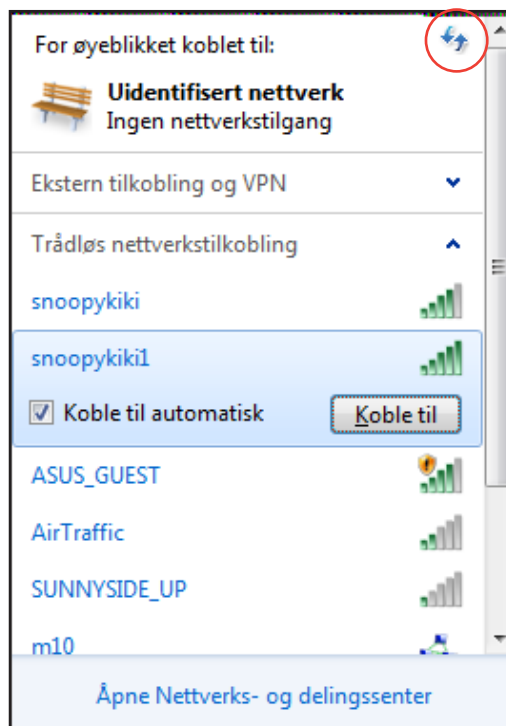 For øyeblikket koblet til:
Uidentifisert nettverk
Ingen nettverkstilgang
Ekstern tilkobling og VPN
Trådløs nettverkstilkobling
snoopykiki
snoopykiki1
Koble til automatisk Koble til
ASUS_GUEST
AirTraffic
SUNNYSIDE_UP
m10
Åpne Nettverks- og delingssenter